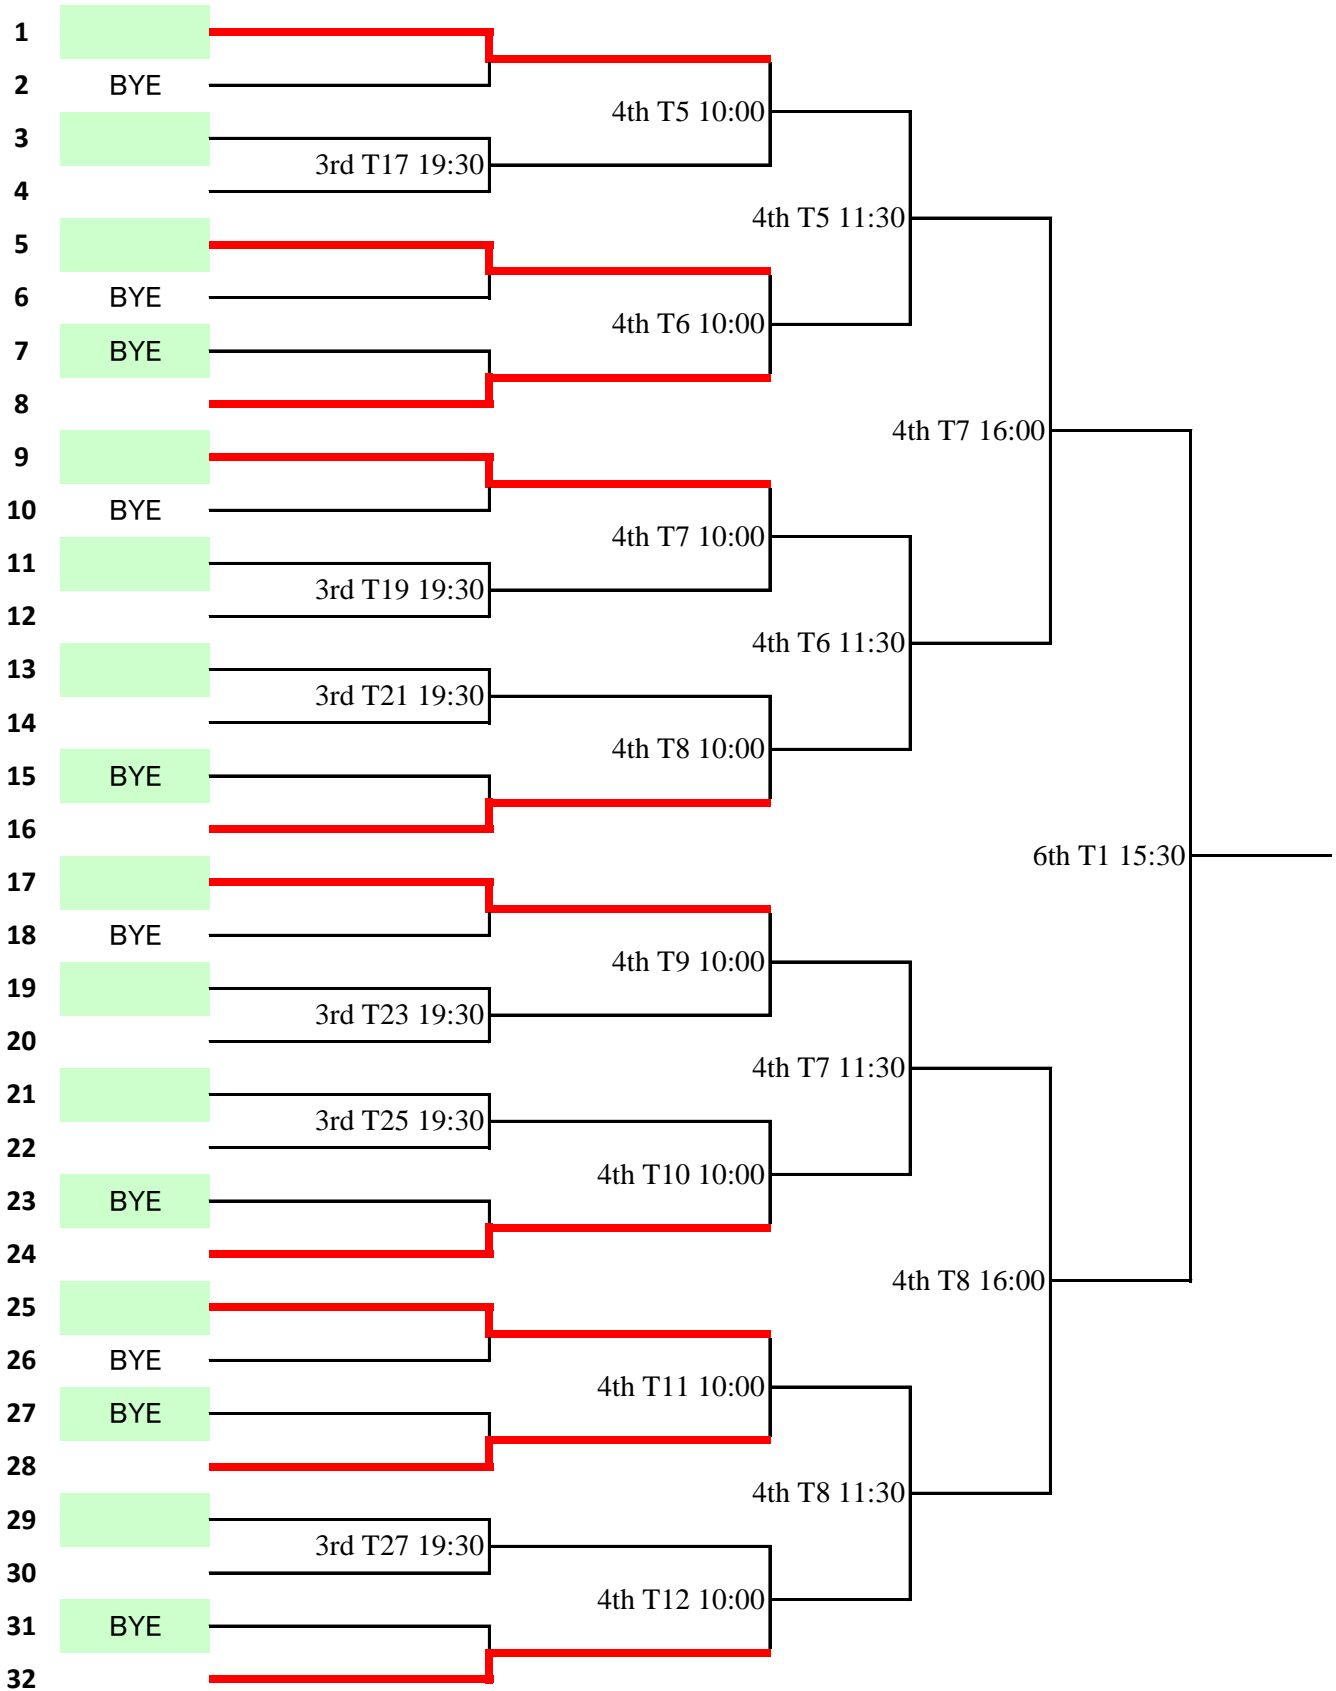 1
2 BYE
4th T5 10:00
3
3rd T17 19:30
4
4th T5 11:30
5
6 BYE
4th T6 10:00
7 BYE
8
4th T7 16:00
9
10 BYE
4th T7 10:00
11
3rd T19 19:30
12
4th T6 11:30
13
3rd T21 19:30
14
4th T8 10:00
15 BYE
16
6th T1 15:30
17
18 BYE
4th T9 10:00
19
3rd T23 19:30
20
4th T7 11:30
21
3rd T25 19:30
22
4th T10 10:00
23 BYE
24
4th T8 16:00
25
26 BYE
4th T11 10:00
27 BYE
28
4th T8 11:30
29
3rd T27 19:30
30
4th T12 10:00
31 BYE
32